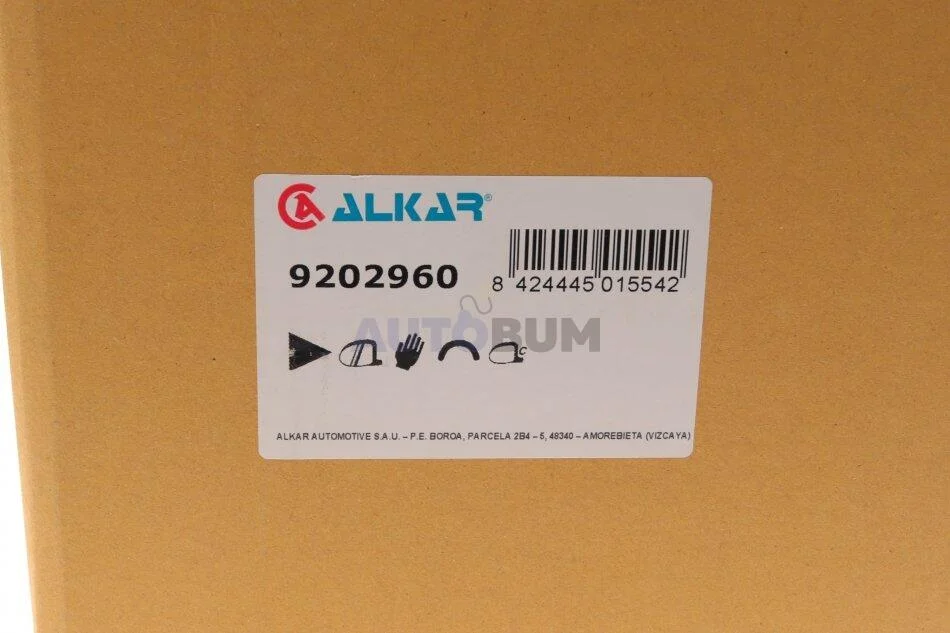 ALKAR®
9202960
8 424445 015542
AUTOBUM
C
ALKAR AUTOMOTIVE S.A.U. – P.E. BOROA, PARCELA 2B4 – 5, 48340 – AMOREBIETA (VIZCAYA)